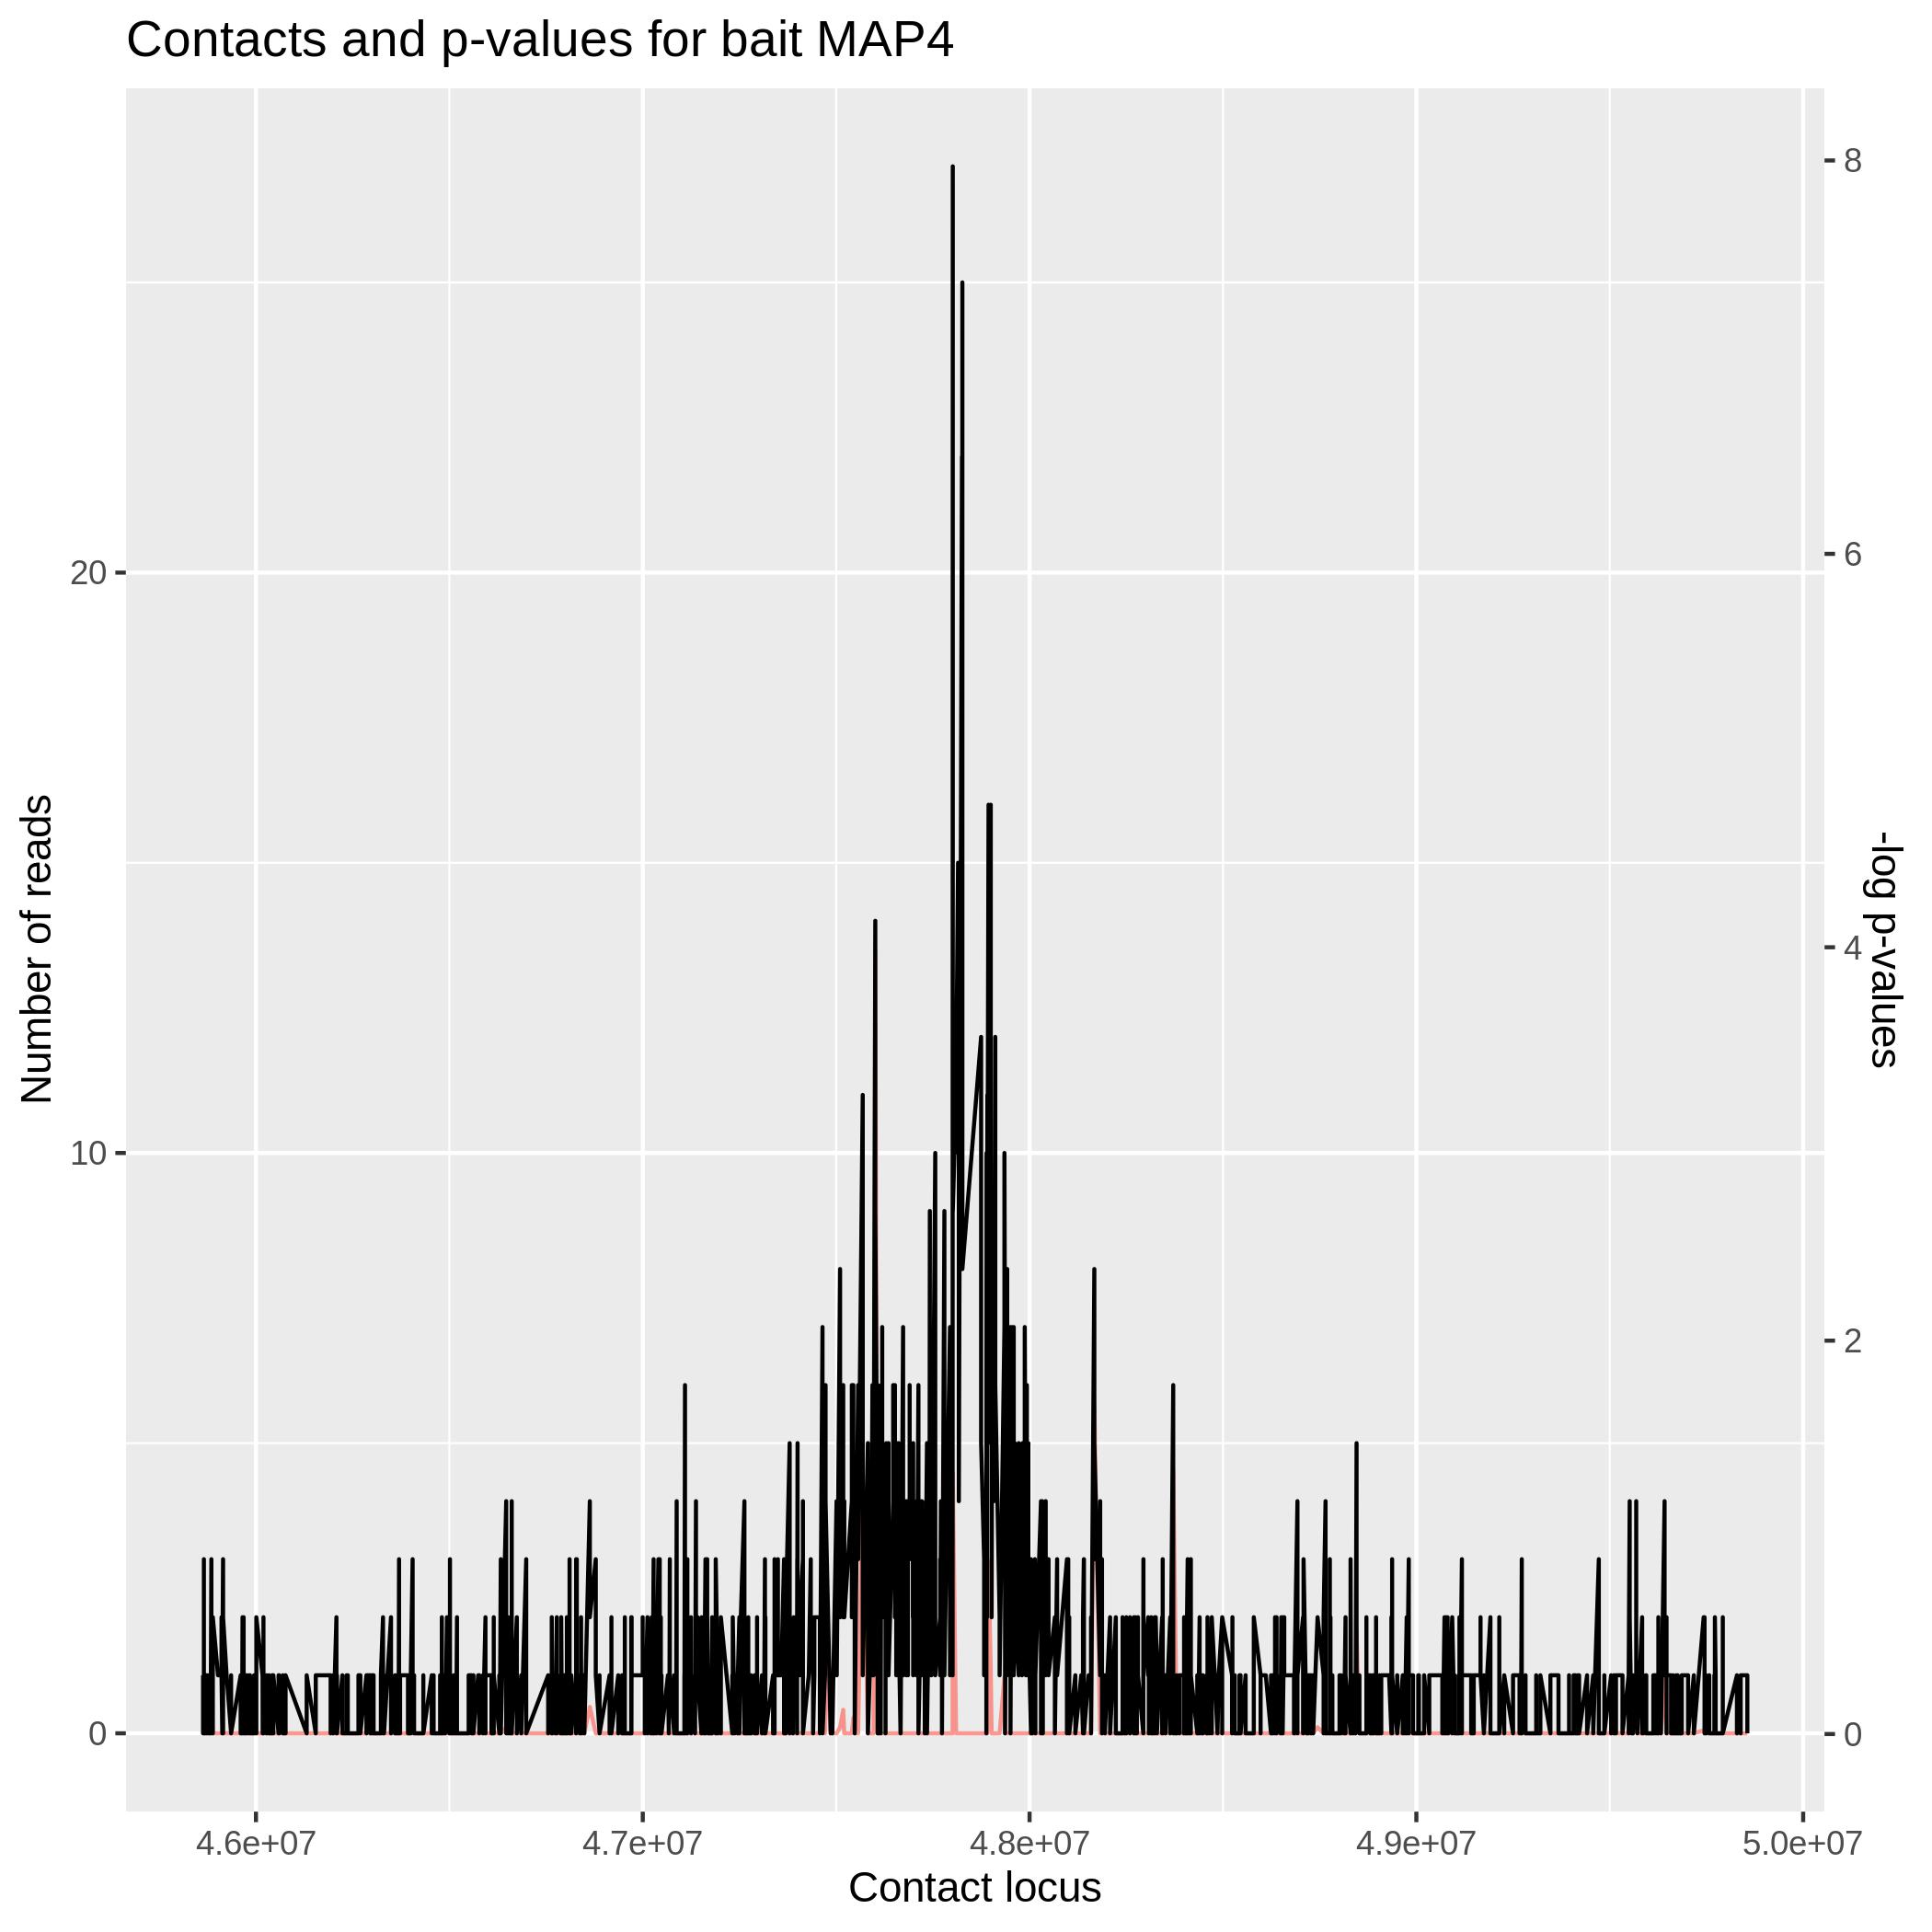 Contacts and p-values for bait MAP4
Number of reads
20
10
0
8
6
4
2
0
-log p-values
4.6e+07
4.7e+07
4.8e+07
4.9e+07
5.0e+07
Contact locus